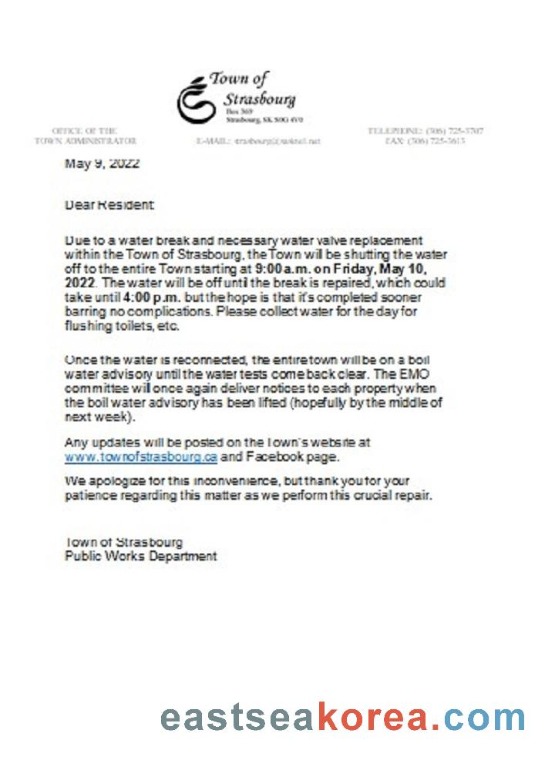 Town of
Strasbourg
Box 369
Strasbourg, SK S0G 4V0
OFFICE OF THE
TOWN ADMINISTRATOR
E-MAIL: strasbourg@sasktel.net
TELEPHONE: (306) 725-3707
FAX: (306) 725-3613
May 9, 2022
Dear Resident
Due to a water break and necessary water valve replacement
within the Town of Strasbourg, the Town will be shutting the water
off to the entire Town starting at 9:00 a.m. on Friday, May 10,
2022. The water will be off until the break is repaired, which could
take until 4:00 p.m. but the hope is that it's completed sooner
barring no complications. Please collect water for the day for
flushing toilets, etc.
Once the water is reconnected, the entire town will be on a boil
water advisory until the water tests come back clear. The EMO
committee will once again deliver notices to each property when
the boil water advisory has been lifted (hopefully by the middle of
next week).
Any updates will be posted on the Town's website at
www.townofstrasbourg.ca and Facebook page.
We apologize for this inconvenience, but thank you for your
patience regarding this matter as we perform this crucial repair.
Town of Strasbourg
Public Works Department
eastseakorea.com